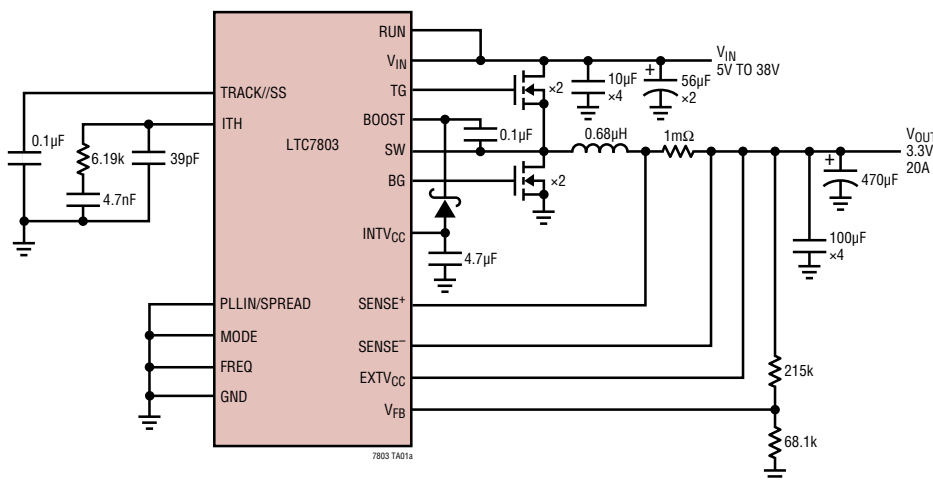 RUN
VIN
TG
BOOST
SW
BG
INTVCC
SENSE+
SENSE–
EXTVCC
VFB
TRACK//SS
ITH
PLLIN/SPREAD
MODE
FREQ
GND
LTC7803
0.1µF
6.19k
39pF
4.7nF
×2
10µF
×4
+
56µF
×2
VIN
5V TO 38V
0.1µF
0.68µH
1mΩ
×2
4.7µF
VOUT
3.3V
20A
+
470µF
100µF
×4
215k
68.1k
7803 TA01a